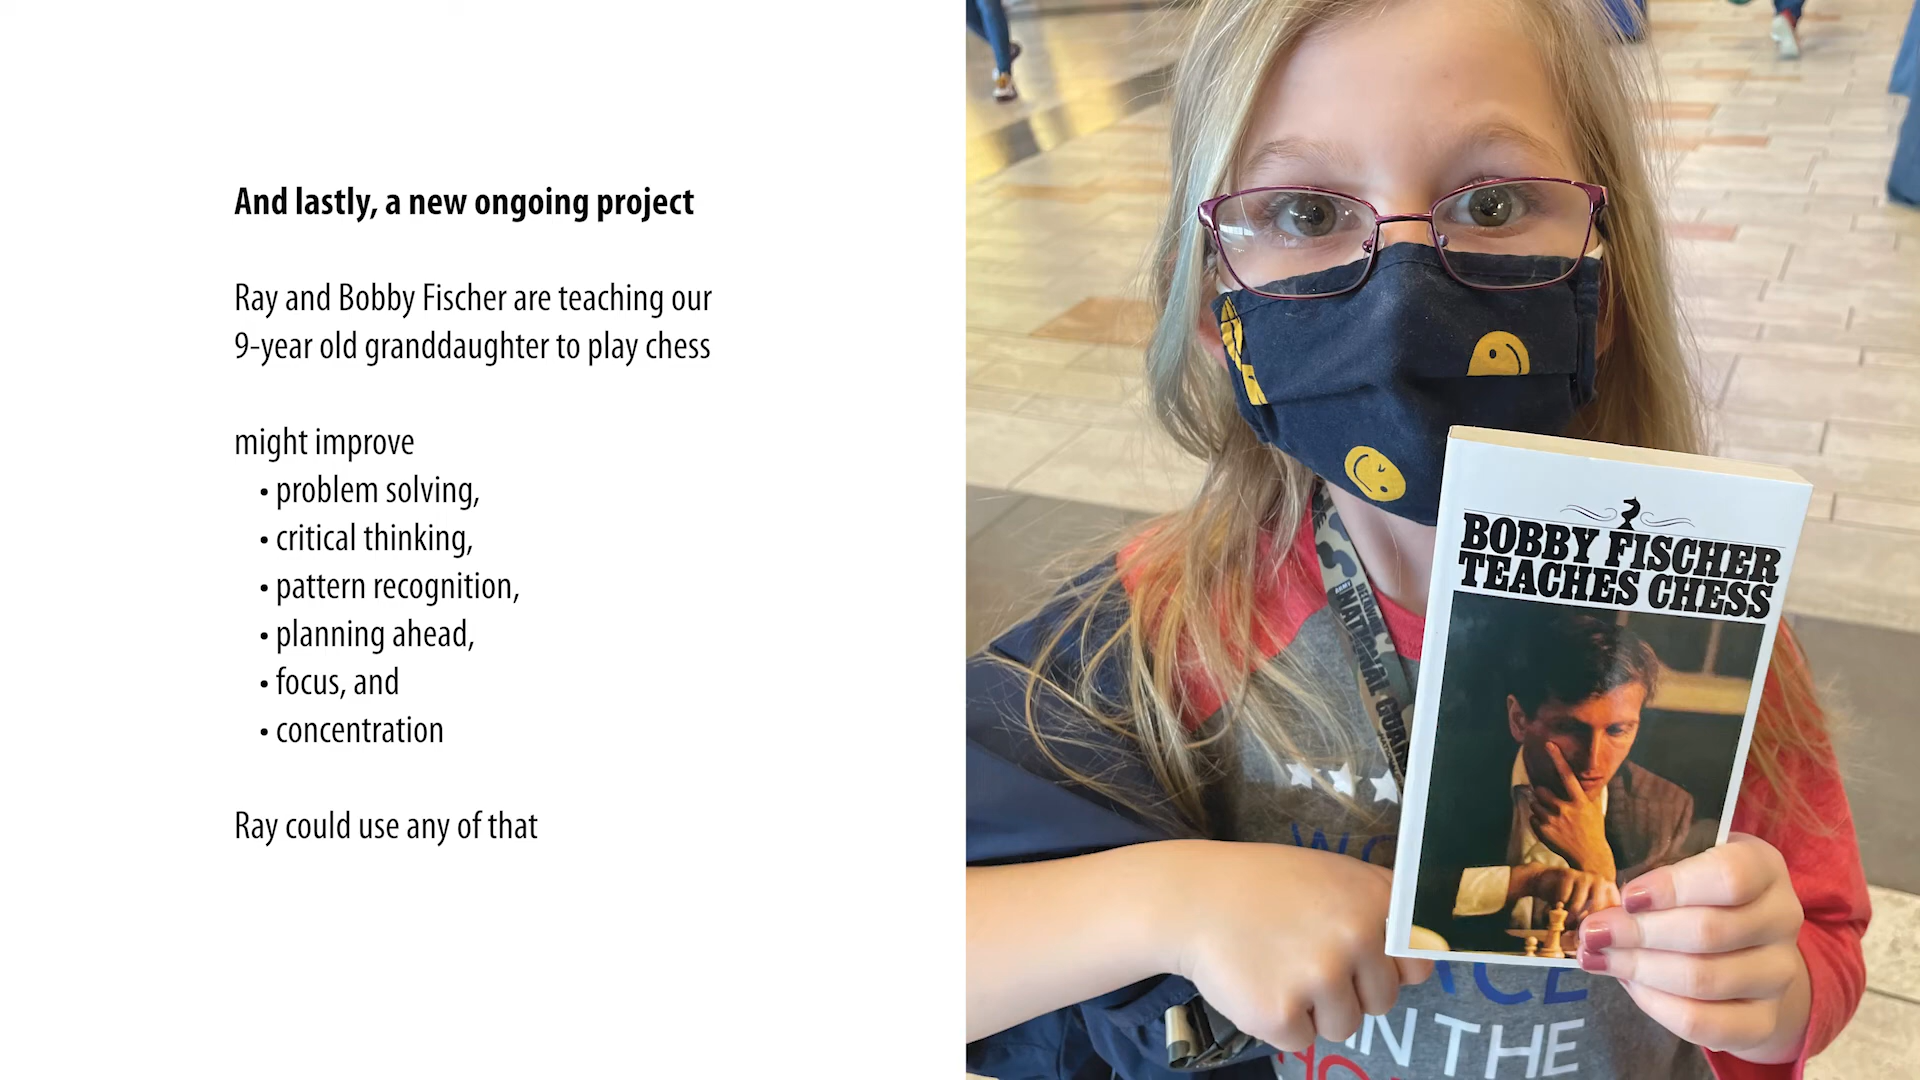 And lastly, a new ongoing project
Ray and Bobby Fischer are teaching our
9-year old granddaughter to play chess
might improve
• problem solving,
• critical thinking,
• pattern recognition,
• planning ahead,
• focus, and
• concentration
Ray could use any of that
BOBBY FISCHER
TEACHES CHESS
NATIONAL
IN THE